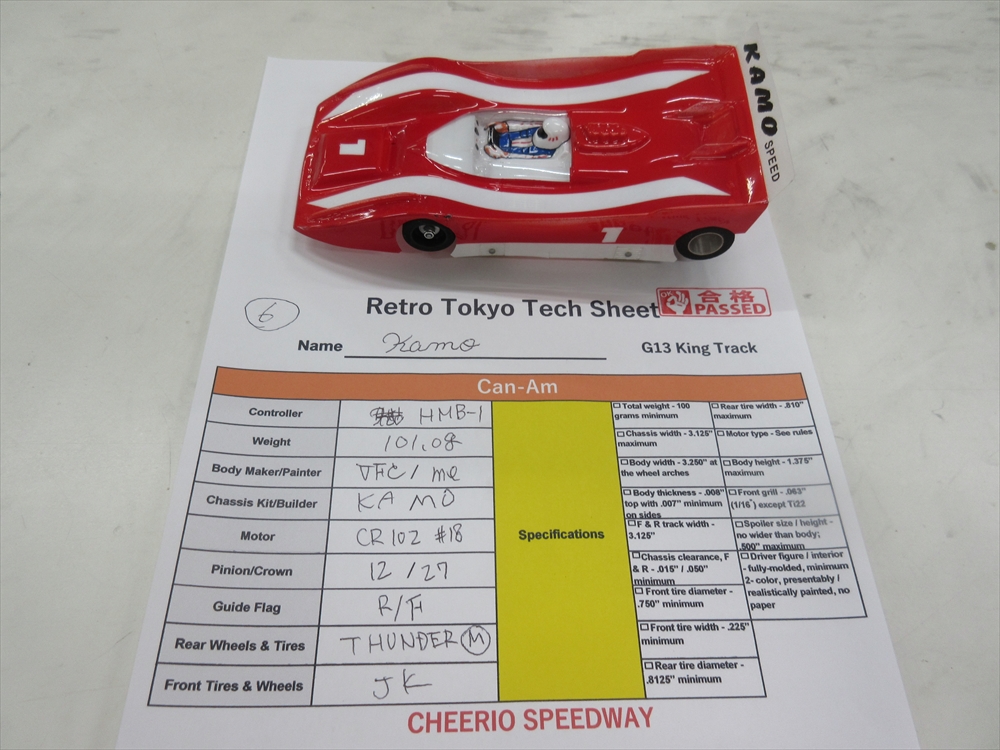 KAMO SPEED
1
1
6
Retro Tokyo Tech Sheet
合格
PASSED
Name Kamo
G13 King Track
Can-Am
Controller HMB-1
Weight 101.0g
Body Maker/Painter VFC/me
Chassis Kit/Builder KAMO
Motor CR102 #18
Pinion/Crown 12/27
Guide Flag R/F
Rear Wheels & Tires THUNDER M
Front Tires & Wheels JK
Specifications
☐ Total weight - 100
grams minimum
☐ Chassis width - 3.125"
maximum
☐ Body width - 3.250" at
the wheel arches
☐ Body thickness - .008"
top with .007" minimum
on sides
☐ F & R track width -
3.125"
☐ Chassis clearance, F
& R - .015" / .050"
minimum
☐ Front tire diameter -
.750" minimum
☐ Front tire width - .225"
minimum
☐ Rear tire diameter -
.8125" minimum
☐ Rear tire width - .810"
maximum
☐ Motor type - See rules
☐ Body height - 1.375"
maximum
☐ Front grill - .063"
(1/16") except Ti22
☐ Spoiler size / height -
no wider than body;
.500" maximum
☐ Driver figure / interior
- fully-molded, minimum
2- color, presentably /
realistically painted, no
paper
CHEERIO SPEEDWAY